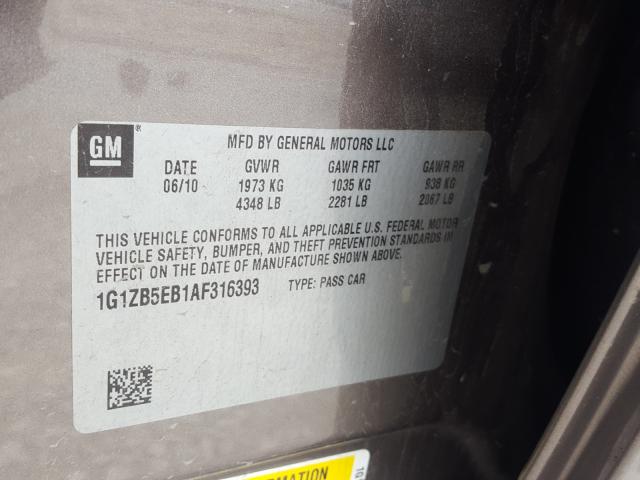 GM
MFD BY GENERAL MOTORS LLC
DATE GVWR GAWR FRT GAWR RR
06/10 1973 KG 1035 KG 938 KG
4348 LB 2281 LB 2067 LB
THIS VEHICLE CONFORMS TO ALL APPLICABLE U.S. FEDERAL MOTOR
VEHICLE SAFETY, BUMPER, AND THEFT PREVENTION STANDARDS IN
EFFECT ON THE DATE OF MANUFACTURE SHOWN ABOVE.
1G1ZB5EB1AF316393 TYPE: PASS CAR
INFORMATION